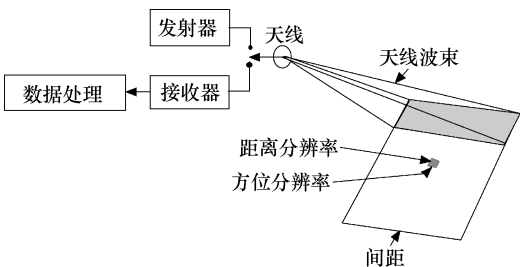 发射器
天线
天线波束
数据处理
接收器
距离分辨率
方位分辨率
间距